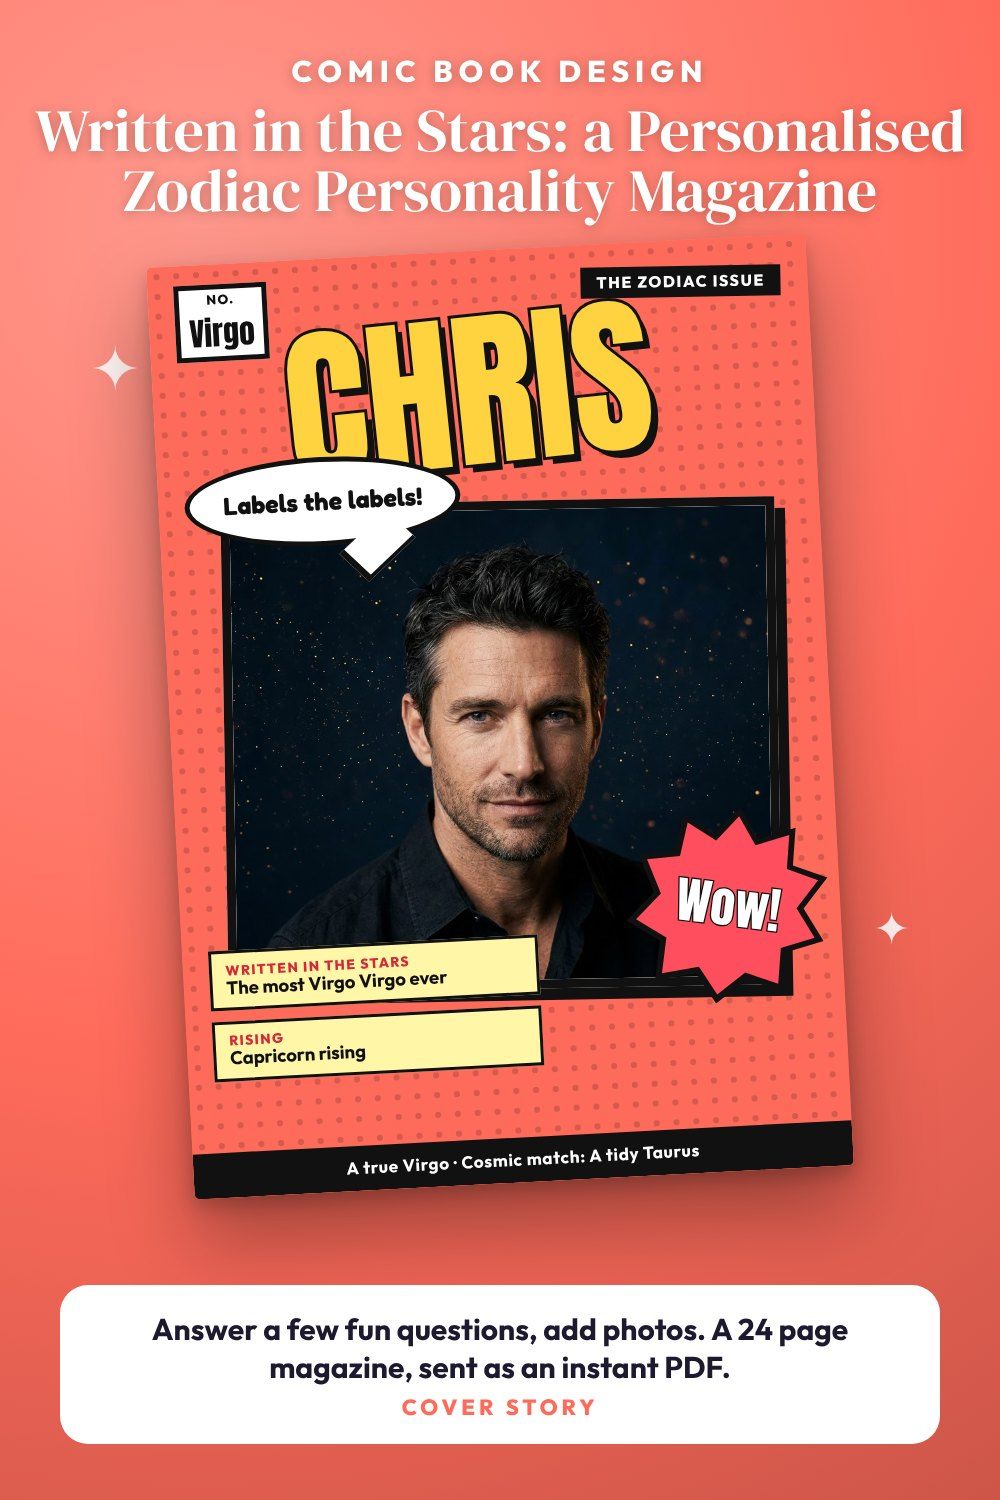 COMIC BOOK DESIGN
Written in the Stars: a Personalised
Zodiac Personality Magazine
NO.
Virgo
THE ZODIAC ISSUE
CHRIS
Labels the labels!
Wow!
WRITTEN IN THE STARS
The most Virgo Virgo ever
RISING
Capricorn rising
A true Virgo · Cosmic match: A tidy Taurus
Answer a few fun questions, add photos. A 24 page
magazine, sent as an instant PDF.
COVER STORY